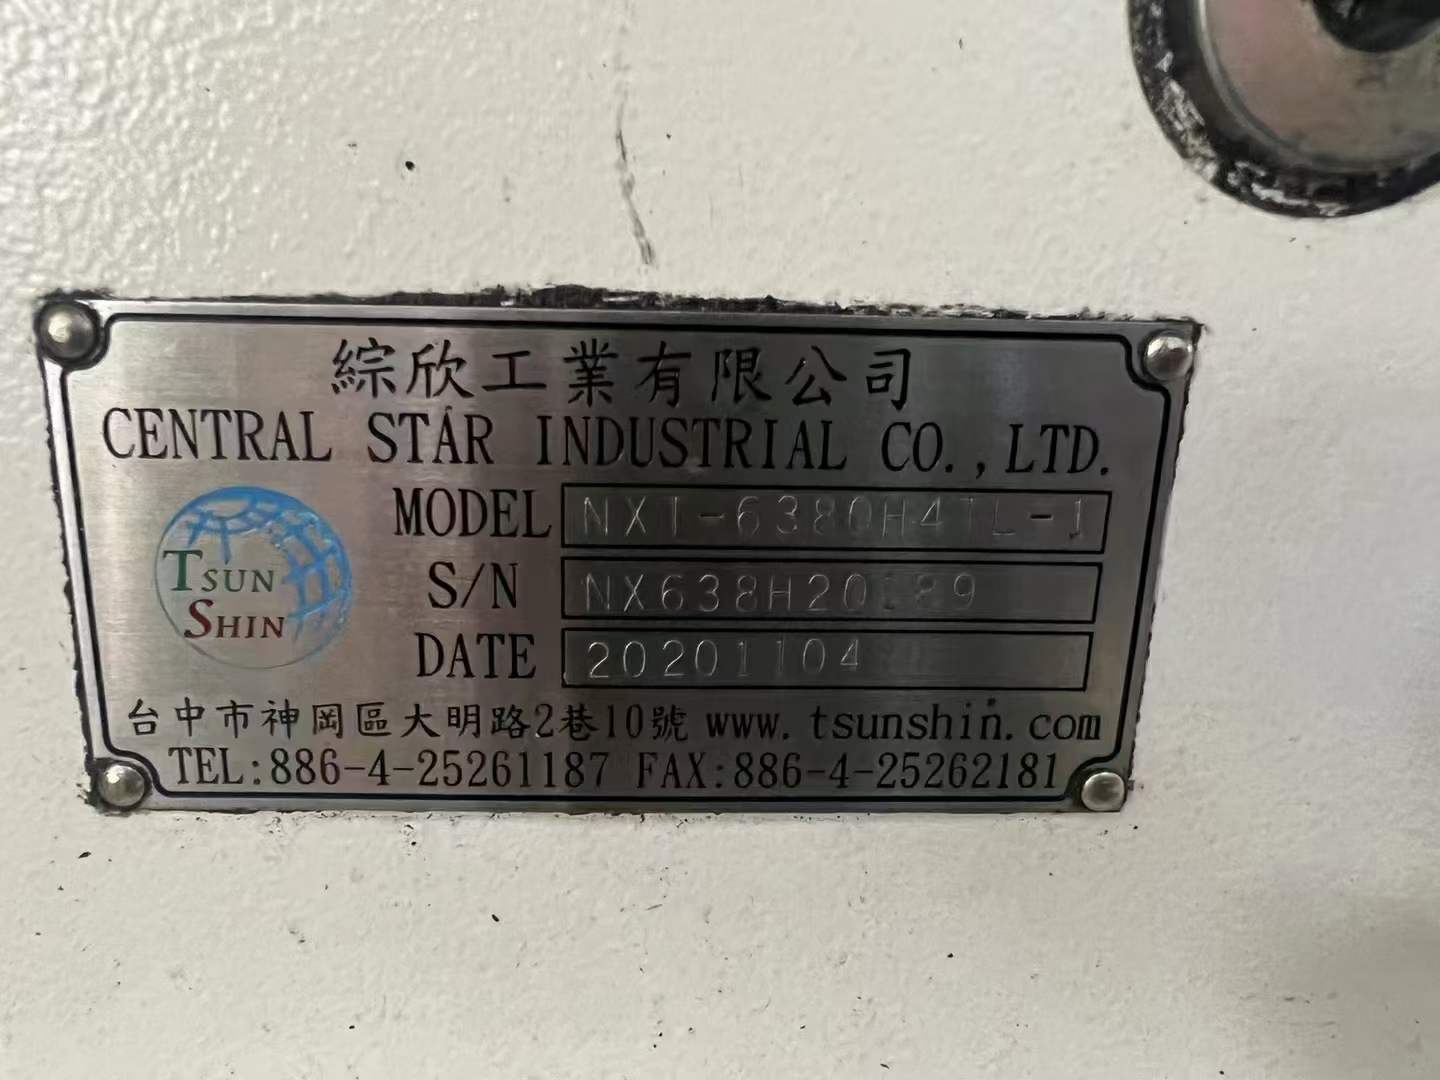 綜欣工業有限公司
CENTRAL STAR INDUSTRIAL CO.,LTD.
TSUN
SHIN
MODEL
S/N
DATE 20201104
台中市神岡區大明路2巷10號 www.tsunshin.com
TEL:886-4-25261187 FAX:886-4-25262181